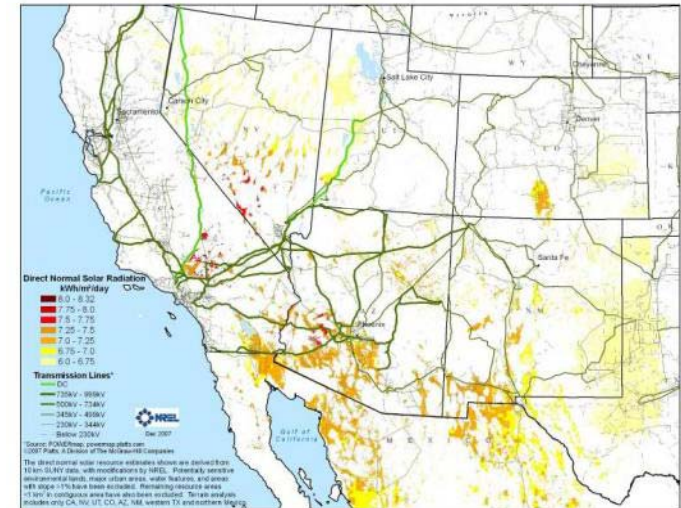 WY
Cheyenne
Salt Lake City
Carson City
Sacramento
NV
UT
Denver
CO
Pacific
Ocean
Santa Fe
NM
Phoenix
Direct Normal Solar Radiation
kWh/m²/day
8.0 - 8.32
7.75 - 8.0
7.5 - 7.75
7.25 - 7.5
7.0 - 7.25
6.75 - 7.0
6.0 - 6.75
Transmission Lines*
DC
735kV - 999kV
500kV - 734kV
345kV - 499kV
230kV - 344kV
Below 230kV
NREL
Dec 2007
Gulf of
California
MEXICO
*Source: POWERmap, powermap.platts.com
©2007 Platts, A Division of The McGraw-Hill Companies
The direct normal solar resource estimates shown are derived from
10 km SUNY data, with modifications by NREL. Potentially sensitive
environmental lands, major urban areas, water features, and areas
with slope >1% have been excluded. Remaining resource areas
<1 km² in contiguous area have also been excluded. Terrain analysis
includes only CA, NV, UT, CO, AZ, NM, western TX and northern Mexico